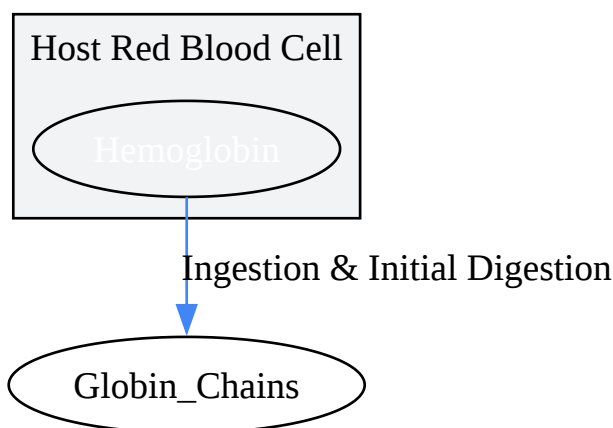 Host Red Blood Cell
Hemoglobin
Ingestion & Initial Digestion
Globin_Chains